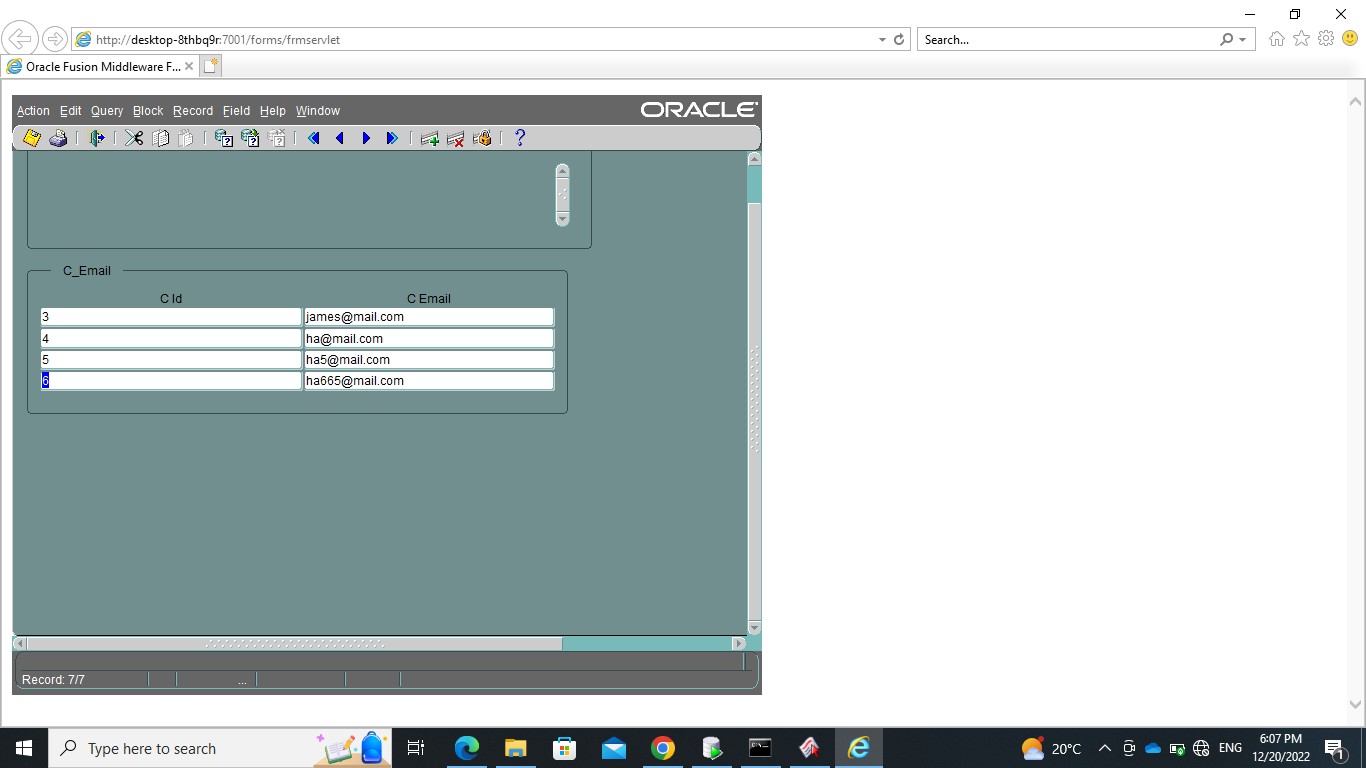 http://desktop-8thbq9r:7001/forms/frmservlet
Search...
Oracle Fusion Middleware F...
Action Edit Query Block Record Field Help Window
ORACLE
C_Email
C Id C Email
3 james@mail.com
4 ha@mail.com
5 ha5@mail.com
6 ha665@mail.com
Record: 7/7 ...
Type here to search
20°C ENG 6:07 PM
12/20/2022
1